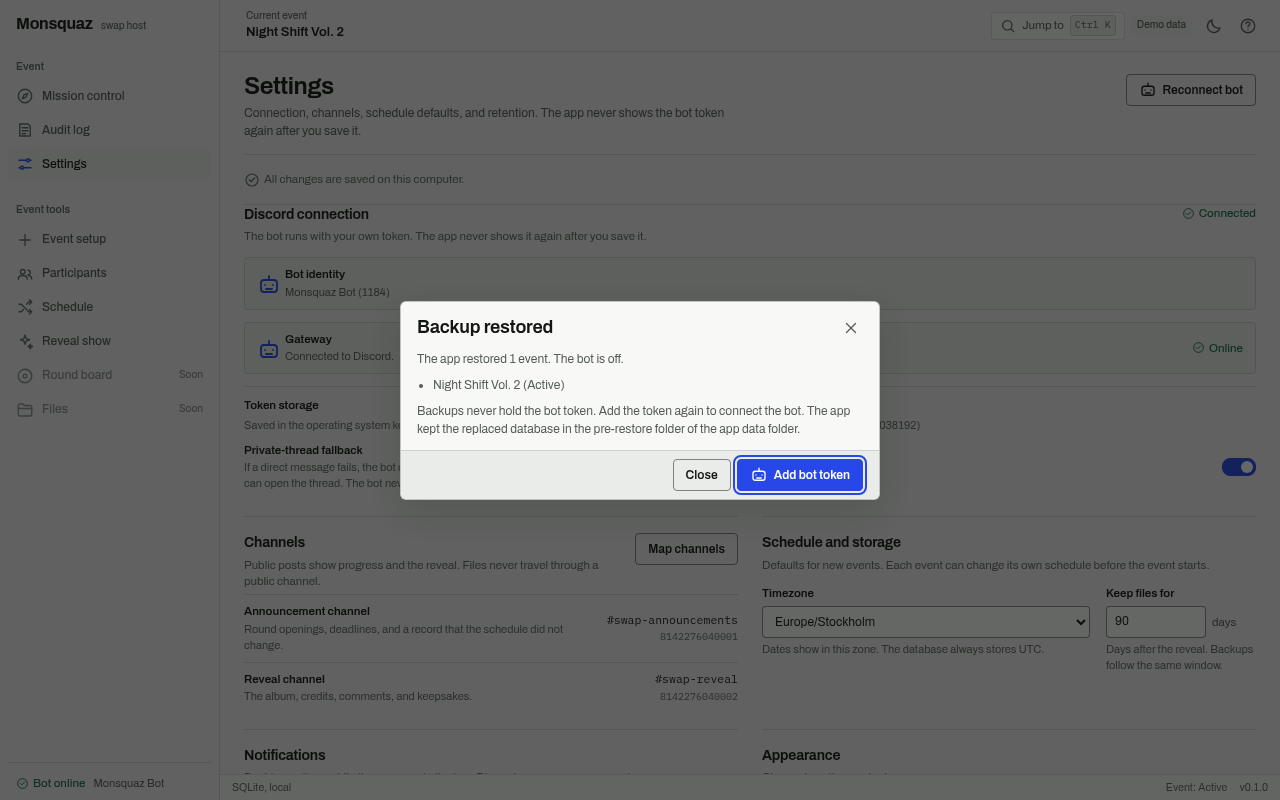 Monsquaz swap host
Current event
Night Shift Vol. 2
Jump to Ctrl K
Demo data
Event
Mission control
Audit log
Settings
Event tools
Event setup
Participants
Schedule
Reveal show
Round board Soon
Files Soon
Bot online Monsquaz Bot
Settings
Connection, channels, schedule defaults, and retention. The app never shows the bot token
again after you save it.
Reconnect bot
All changes are saved on this computer.
Discord connection
Connected
The bot runs with your own token. The app never shows it again after you save it.
Bot identity
Monsquaz Bot (1184)
Gateway
Connected to Discord.
Online
Token storage
Saved in the operating system
038192)
Private-thread fallback
If a direct message fails, the bot
can open the thread. The bot
Backup restored
The app restored 1 event. The bot is off.
• Night Shift Vol. 2 (Active)
Backups never hold the bot token. Add the token again to connect the bot. The app
kept the replaced database in the pre-restore folder of the app data folder.
Close
Add bot token
Channels
Public posts show progress and the reveal. Files never travel through a
public channel.
Map channels
Announcement channel
Round openings, deadlines, and a record that the schedule did not
change.
#swap-announcements
8142276040001
Reveal channel
The album, credits, comments, and keepsakes.
#swap-reveal
8142276040002
Schedule and storage
Defaults for new events. Each event can change its own schedule before the event starts.
Timezone
Europe/Stockholm
Dates show in this zone. The database always stores UTC.
Keep files for
90 days
Days after the reveal. Backups
follow the same window.
Notifications
Appearance
SQLite, local
Event: Active v0.1.0